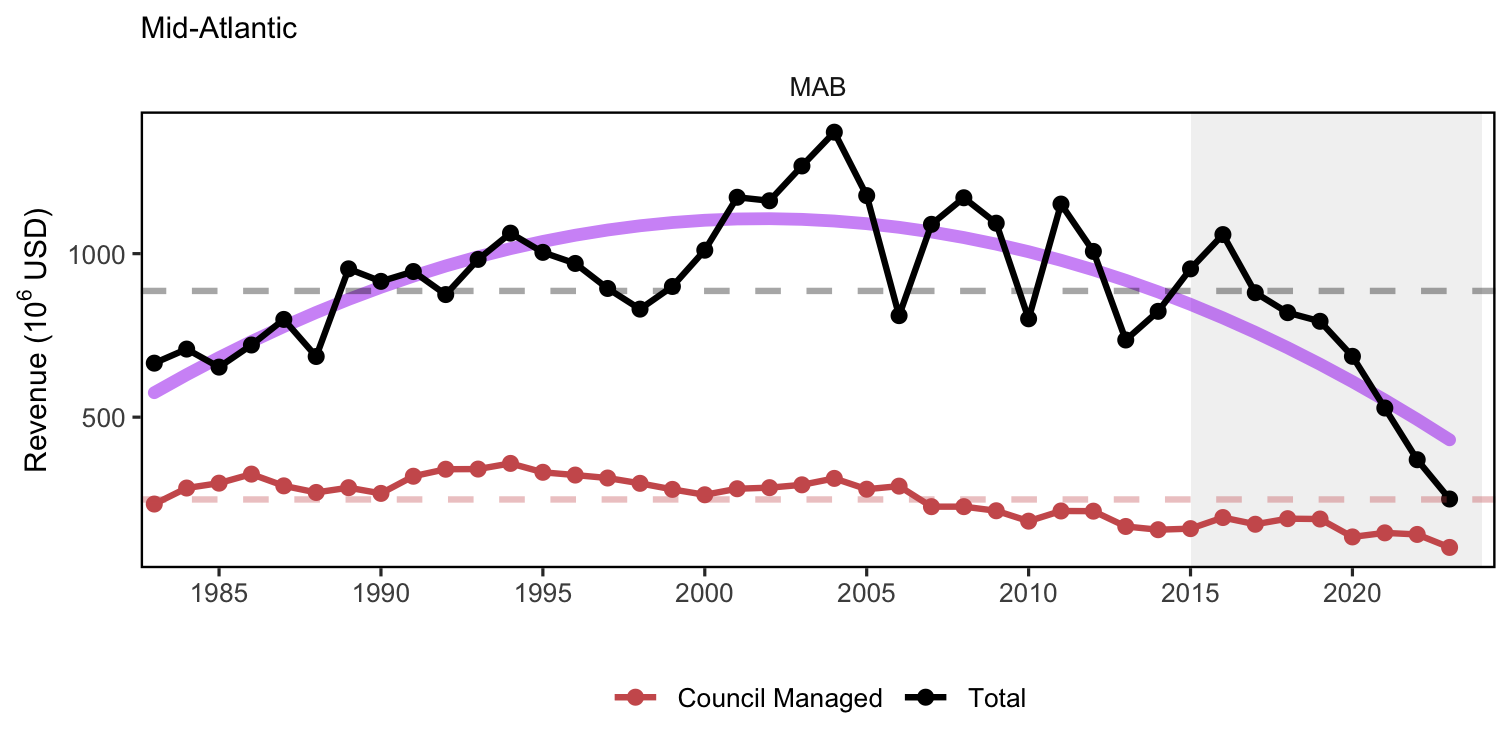 Mid-Atlantic
MAB
Revenue (10⁶ USD)
1000
500
1985 1990 1995 2000 2005 2010 2015 2020
Council Managed Total